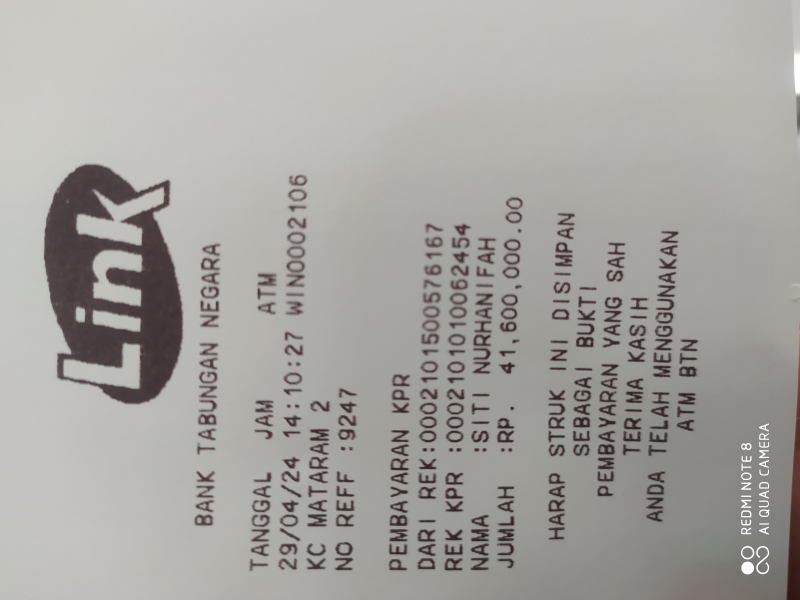 Link
BANK TABUNGAN NEGARA
TANGGAL JAM ATM
29/04/24 14:10:27 WIN0002106
KC MATARAM 2
NO REFF :9247
PEMBAYARAN KPR
DARI REK:0002101500576167
REK KPR :0002101010062454
NAMA :SITI NURHANIFAH
JUMLAH :RP. 41,600,000.00
HARAP STRUK INI DISIMPAN
SEBAGAI BUKTI
PEMBAYARAN YANG SAH
TERIMA KASIH
ANDA TELAH MENGGUNAKAN
ATM BTN
REDMI NOTE 8
AI QUAD CAMERA